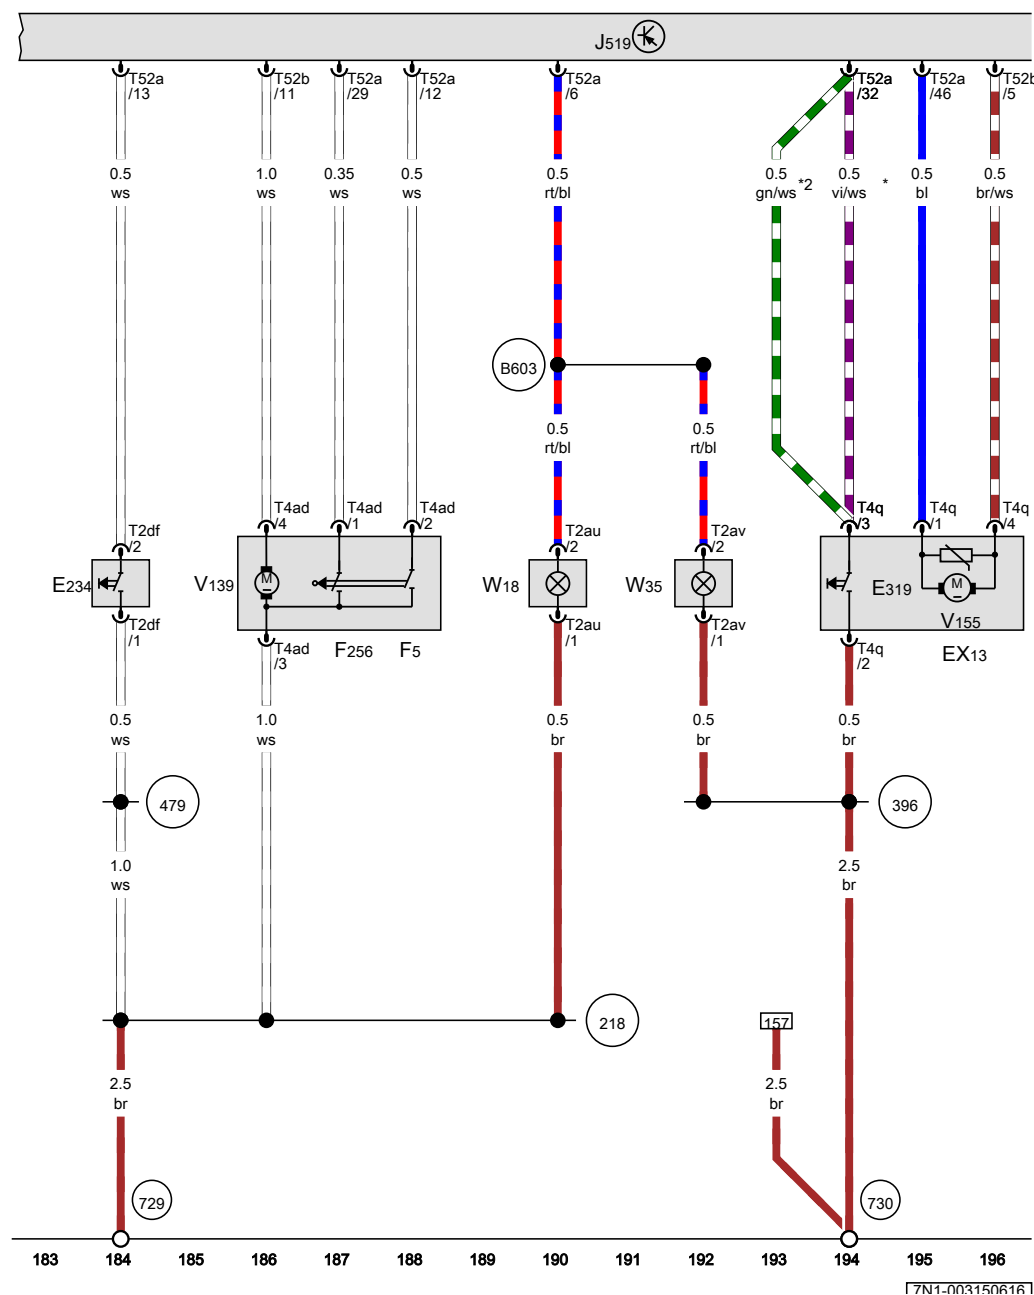 J519
T52a T52b T52a T52a T52a T52a T52a T52b
/13 /11 /29 /12 /6 /32 /46 /5
0.5 1.0 0.35 0.5 0.5 0.5 0.5 0.5 0.5
ws ws ws ws rt/bl gn/ws *2 vi/ws * bl br/ws
B603
0.5 0.5
rt/bl rt/bl
T4ad T4ad T4ad T4q T4q T4q
/4 /1 /2 /3 /1 /4
T2df T2au T2av
/2 /2 /2
E234 V139 W18 W35 E319
V155
T2df T2au T2av
/1 /1 /1
T4ad F256 F5 T4q EX13
/3 /2
0.5 1.0 0.5 0.5 0.5
ws ws br br br
479 396
1.0 2.5
ws br
218 157
2.5 2.5
br br
729 730
183 184 185 186 187 188 189 190 191 192 193 194 195 196
7N1-003150616